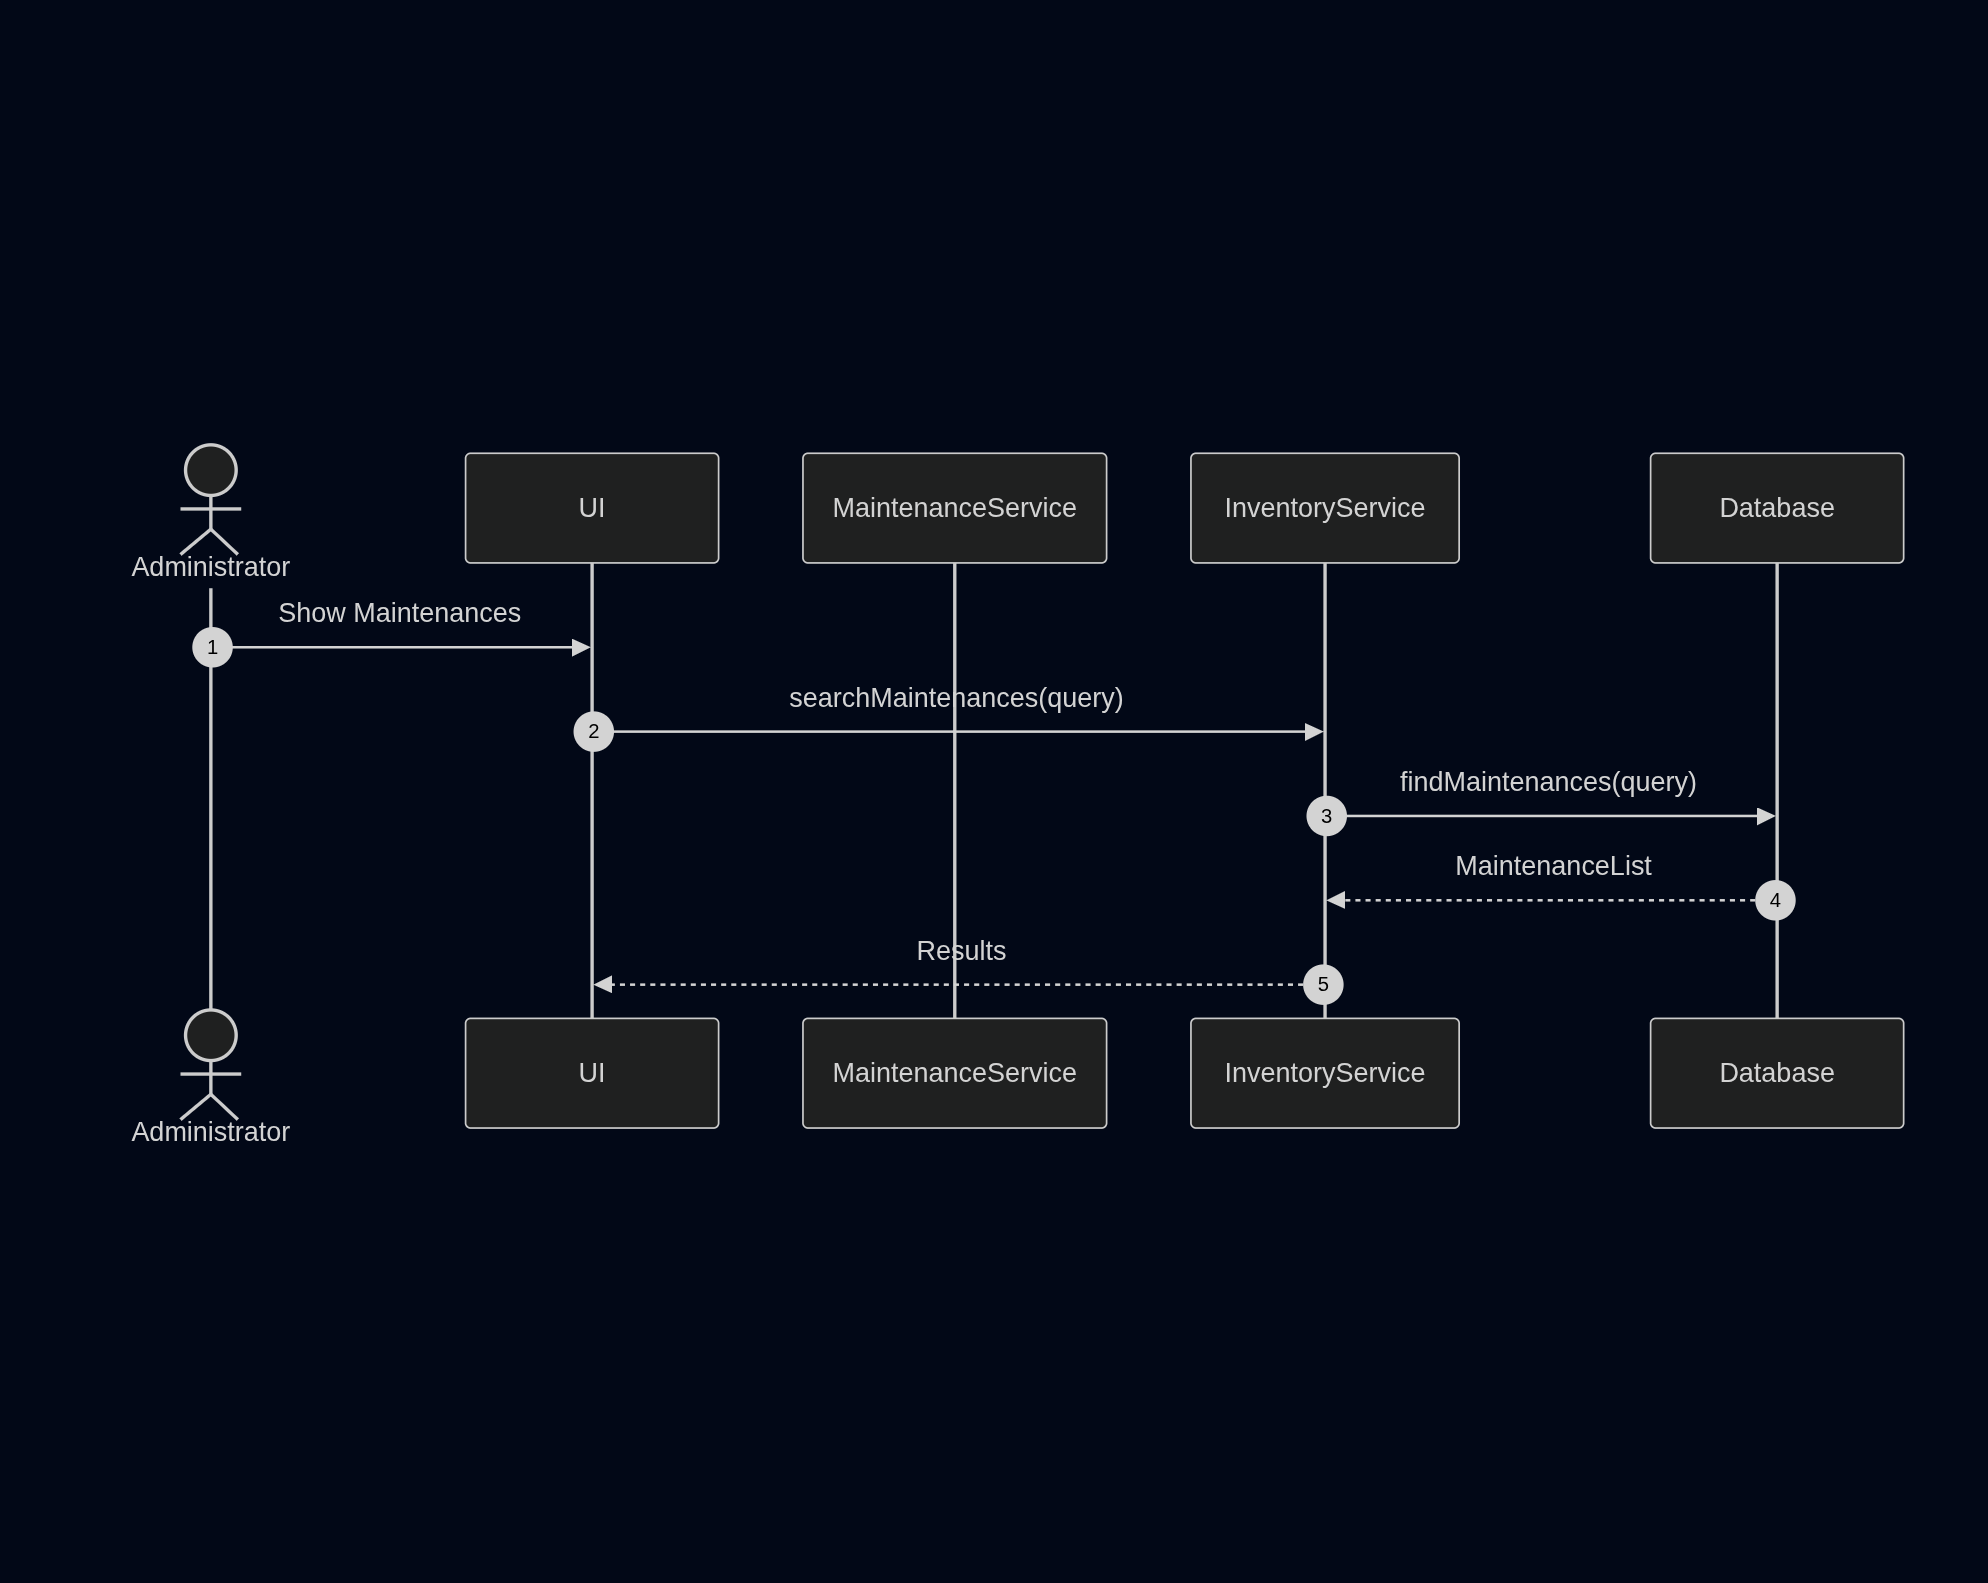 UI
MaintenanceService
InventoryService
Database
Administrator
Show Maintenances
1
searchMaintenances(query)
2
findMaintenances(query)
3
MaintenanceList
4
Results
5
UI
MaintenanceService
InventoryService
Database
Administrator